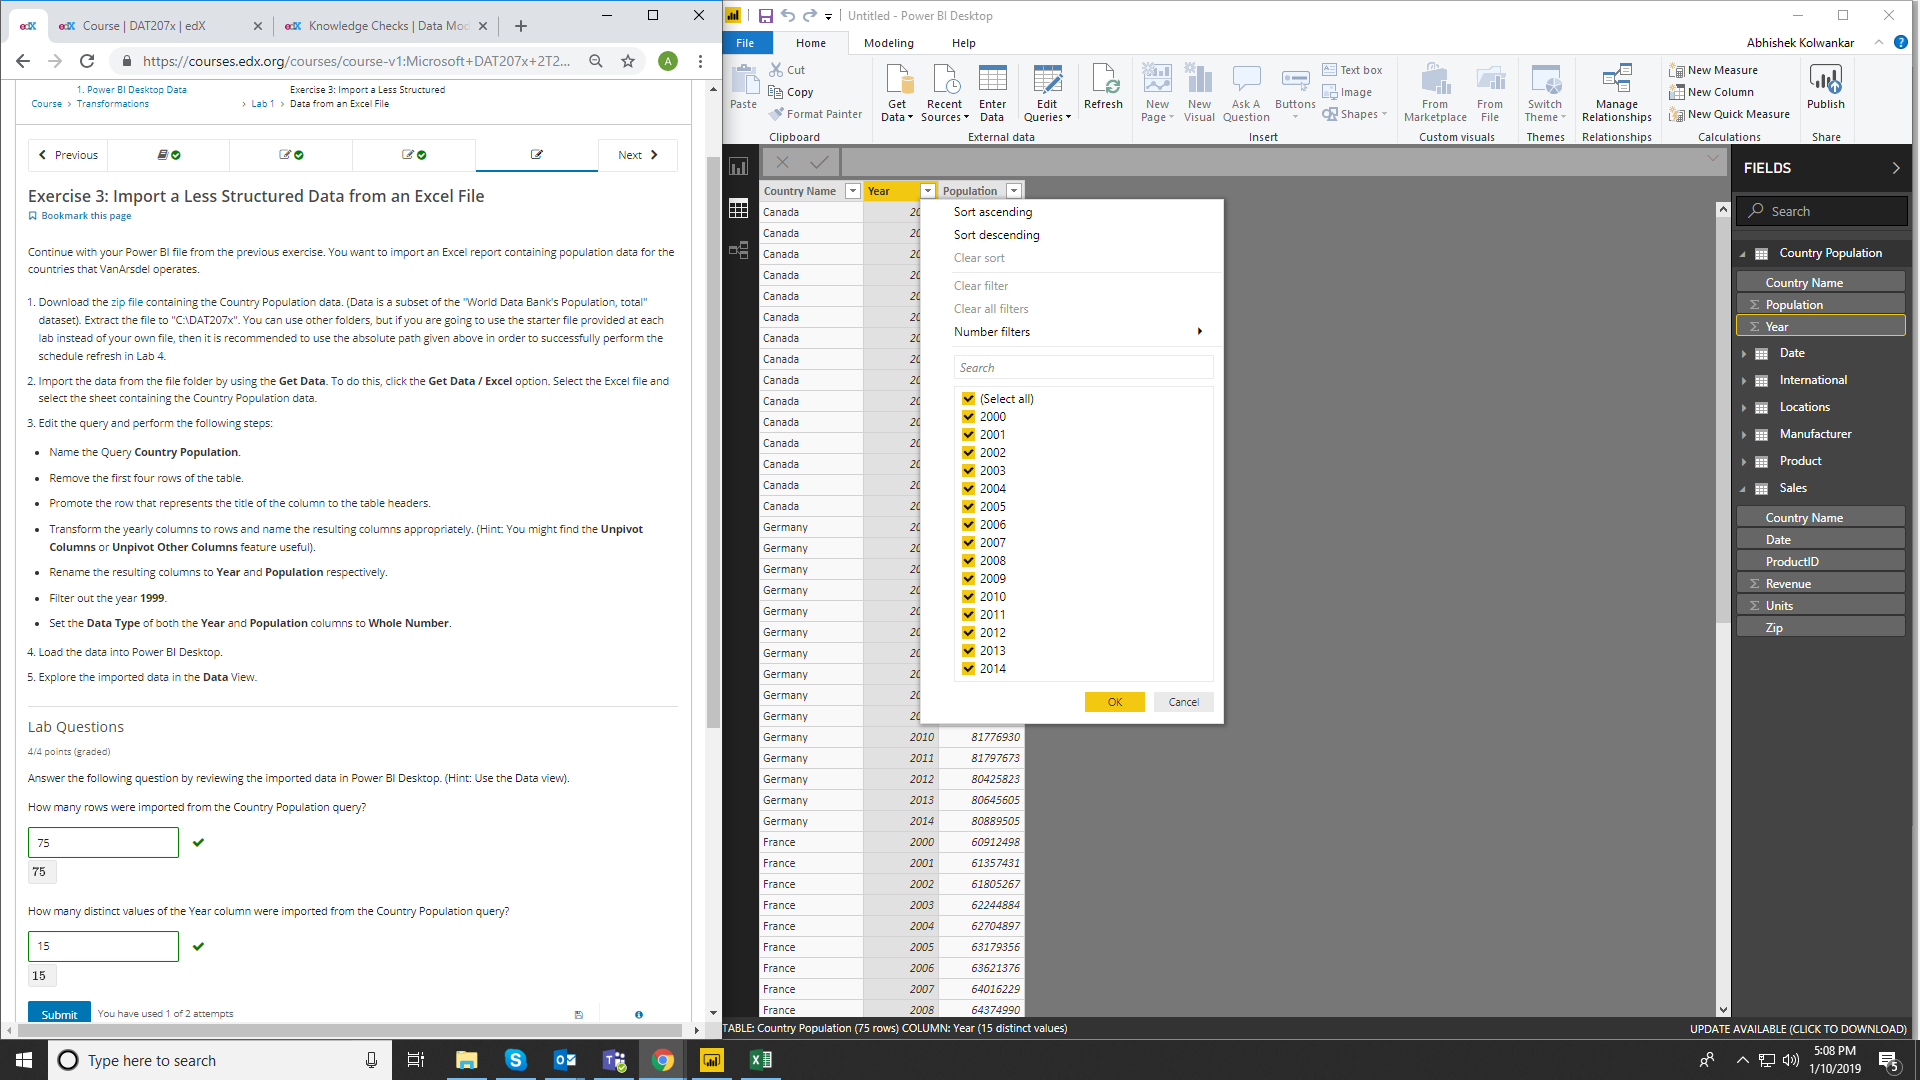 edX
edX Course | DAT207x | edX
edX Knowledge Checks | Data Mod
https://courses.edx.org/courses/course-v1:Microsoft+DAT207x+2T2...
A
1. Power BI Desktop Data
Exercise 3: Import a Less Structured
Course > Transformations > Lab 1 > Data from an Excel File
Previous
Next
Exercise 3: Import a Less Structured Data from an Excel File
Bookmark this page
Continue with your Power BI file from the previous exercise. You want to import an Excel report containing population data for the
countries that VanArsdel operates.
1. Download the zip file containing the Country Population data. (Data is a subset of the "World Data Bank's Population, total"
dataset). Extract the file to "C:\DAT207x". You can use other folders, but if you are going to use the starter file provided at each
lab instead of your own file, then it is recommended to use the absolute path given above in order to successfully perform the
schedule refresh in Lab 4.
2. Import the data from the file folder by using the Get Data. To do this, click the Get Data / Excel option. Select the Excel file and
select the sheet containing the Country Population data.
3. Edit the query and perform the following steps:
• Name the Query Country Population.
• Remove the first four rows of the table.
• Promote the row that represents the title of the column to the table headers.
• Transform the yearly columns to rows and name the resulting columns appropriately. (Hint: You might find the Unpivot
Columns or Unpivot Other Columns feature useful).
• Rename the resulting columns to Year and Population respectively.
• Filter out the year 1999.
• Set the Data Type of both the Year and Population columns to Whole Number.
4. Load the data into Power BI Desktop.
5. Explore the imported data in the Data View.
Lab Questions
4/4 points (graded)
Answer the following question by reviewing the imported data in Power BI Desktop. (Hint: Use the Data view).
How many rows were imported from the Country Population query?
75
75
How many distinct values of the Year column were imported from the Country Population query?
15
15
Submit
You have used 1 of 2 attempts
Untitled - Power BI Desktop
File
Home
Modeling
Help
Abhishek Kolwankar
Paste
Cut
Copy
Format Painter
Clipboard
Get Data
Recent Sources
Enter Data
Edit Queries
External data
Refresh
New Page
New Visual
Ask A Question
Buttons
Text box
Image
Shapes
Insert
From Marketplace
From File
Custom visuals
Switch Theme
Themes
Manage Relationships
Relationships
New Measure
New Column
New Quick Measure
Calculations
Publish
Share
Country Name Year Population
Canada 20
Canada
Canada 20
Canada 20
Canada 20
Canada 20
Canada 20
Canada 20
Canada 20
Canada 20
Canada 20
Canada 20
Canada 20
Canada 20
Canada 20
Germany 20
Germany 20
Germany 20
Germany 20
Germany 20
Germany 20
Germany 20
Germany 20
Germany 20
Germany 20
Germany 2010 81776930
Germany 2011 81797673
Germany 2012 80425823
Germany 2013 80645605
Germany 2014 80889505
France 2000 60912498
France 2001 61357431
France 2002 61805267
France 2003 62244884
France 2004 62704897
France 2005 63179356
France 2006 63621376
France 2007 64016229
France 2008 64374990
Sort ascending
Sort descending
Clear sort
Clear filter
Clear all filters
Number filters
Search
(Select all)
2000
2001
2002
2003
2004
2005
2006
2007
2008
2009
2010
2011
2012
2013
2014
OK
Cancel
FIELDS
Search
Country Population
Country Name
Σ Population
Σ Year
Date
International
Locations
Manufacturer
Product
Sales
Country Name
Date
ProductID
Σ Revenue
Σ Units
Zip
TABLE: Country Population (75 rows) COLUMN: Year (15 distinct values)
UPDATE AVAILABLE (CLICK TO DOWNLOAD)
Type here to search
5:08 PM
1/10/2019
5